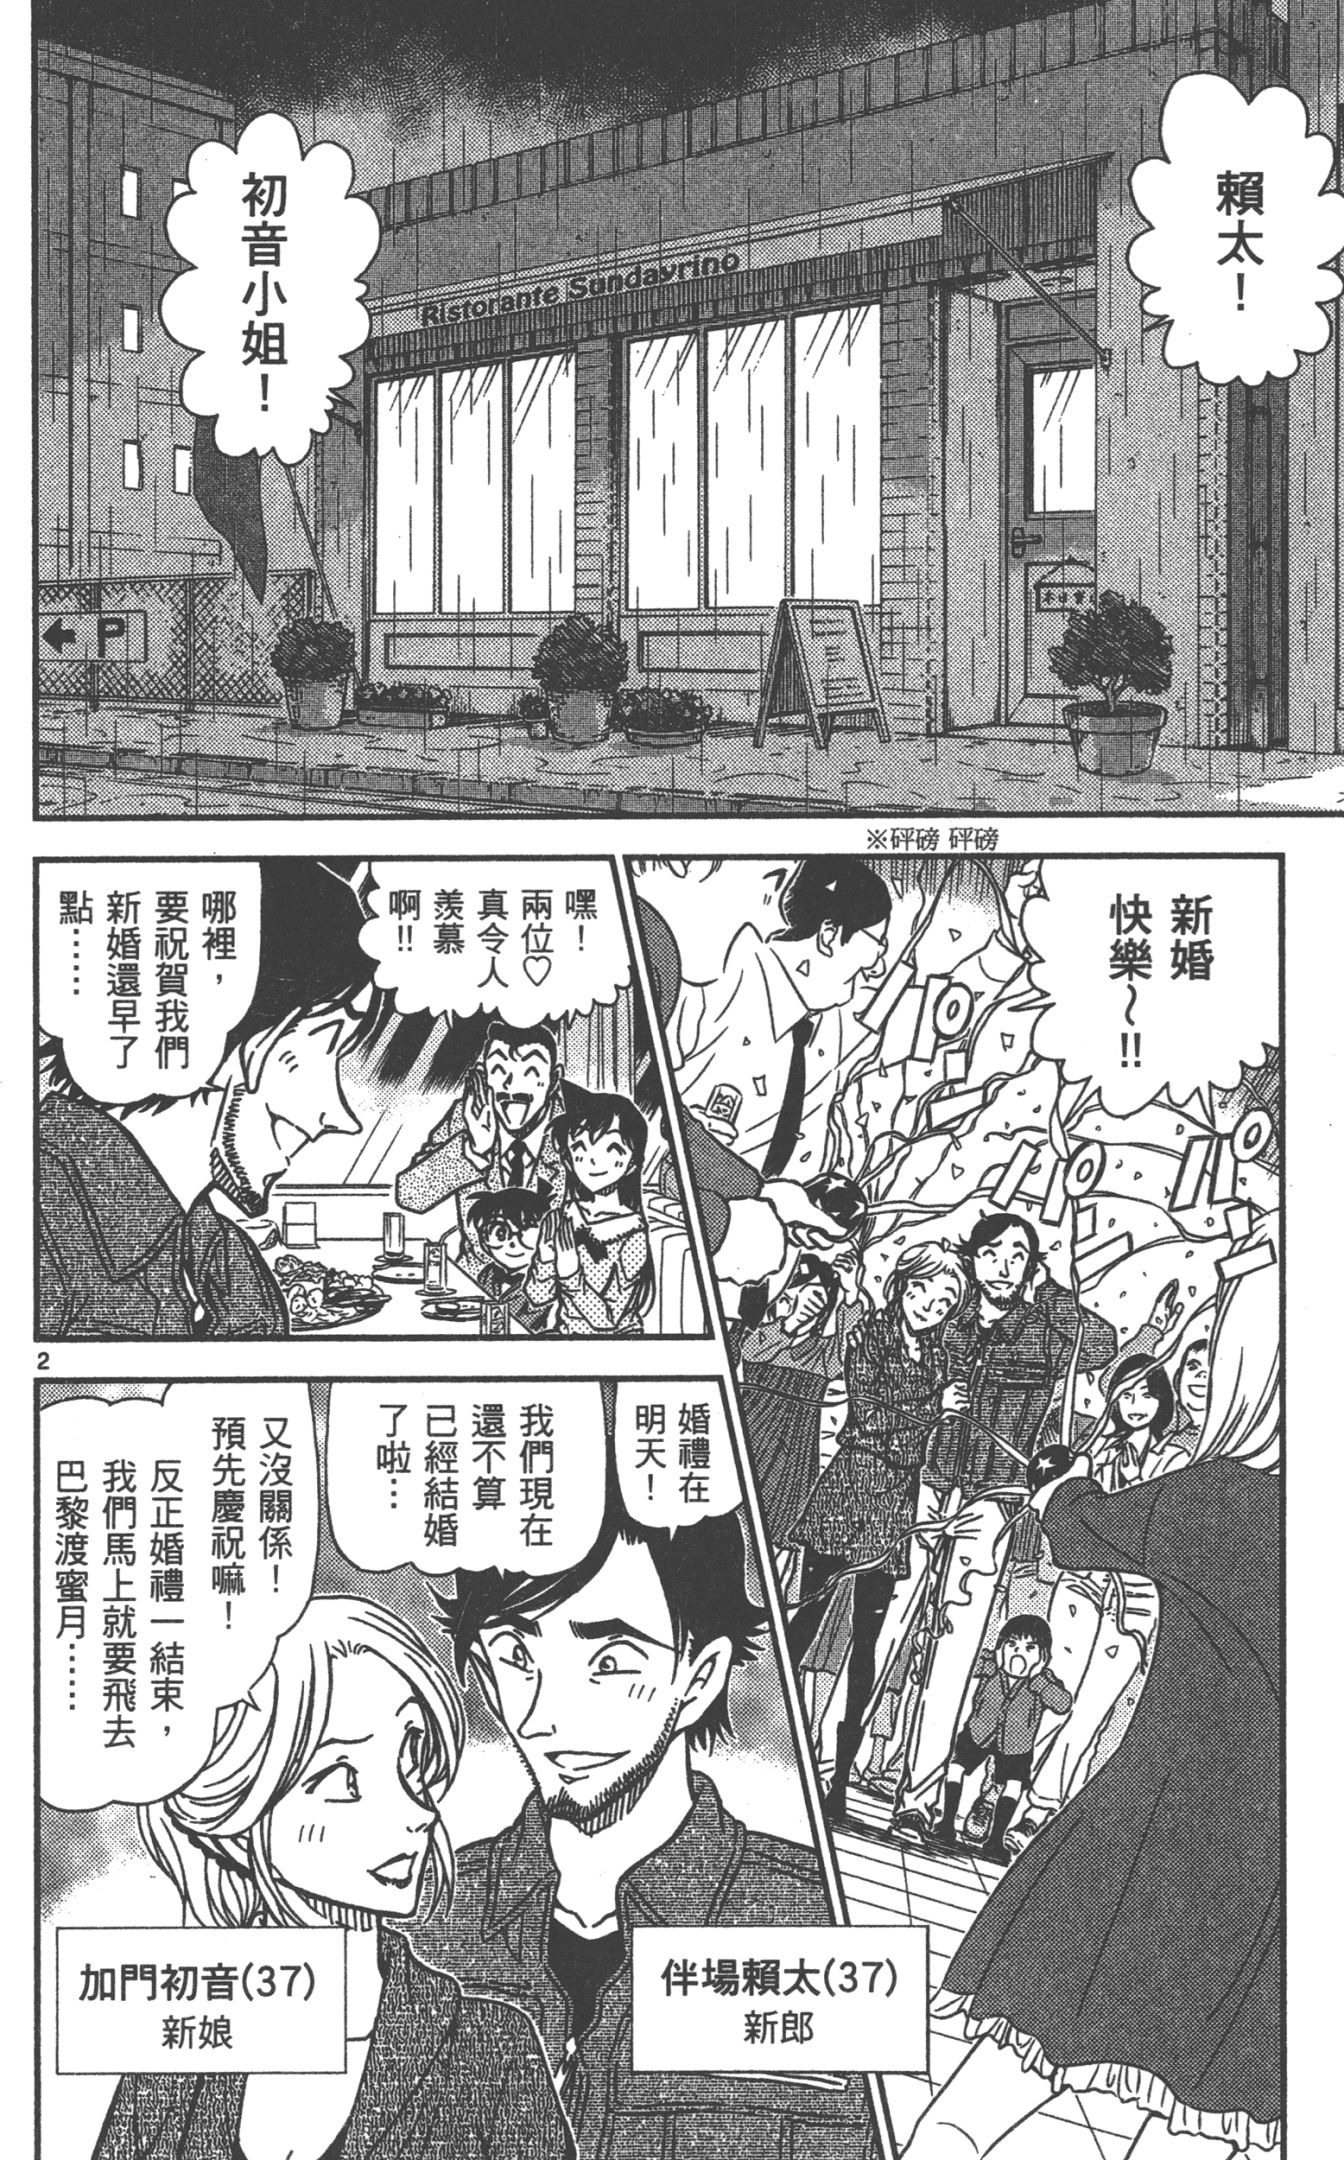 賴太！
初音小姐！
Ristorante Sundayrino
P
※砰磅 砰磅
新婚
快樂～!!
嘿！
兩位♡
真令人
羨慕
啊!!
哪裡，
要祝賀我們
新婚還早了
點……
2
婚禮在
明天！
我們現在
還不算
已經結婚
了啦…
又沒關係！
預先慶祝嘛！
反正婚禮一結束，
我們馬上就要飛去
巴黎渡蜜月……
伴場賴太(37)
新郎
加門初音(37)
新娘